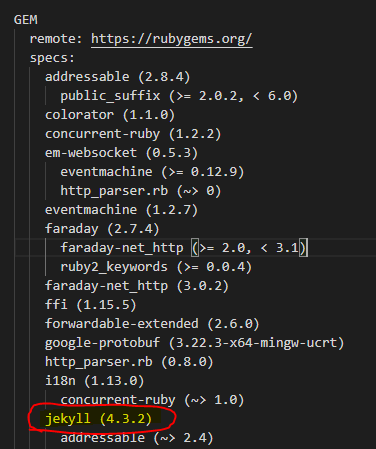 GEM
remote: https://rubygems.org/
specs:
addressable (2.8.4)
public_suffix (>= 2.0.2, < 6.0)
colorator (1.1.0)
concurrent-ruby (1.2.2)
em-websocket (0.5.3)
eventmachine (>= 0.12.9)
http_parser.rb (~> 0)
eventmachine (1.2.7)
faraday (2.7.4)
faraday-net_http (>= 2.0, < 3.1)
ruby2_keywords (>= 0.0.4)
faraday-net_http (3.0.2)
ffi (1.15.5)
forwardable-extended (2.6.0)
google-protobuf (3.22.3-x64-mingw-ucrt)
http_parser.rb (0.8.0)
i18n (1.13.0)
concurrent-ruby (~> 1.0)
jekyll (4.3.2)
addressable (~> 2.4)